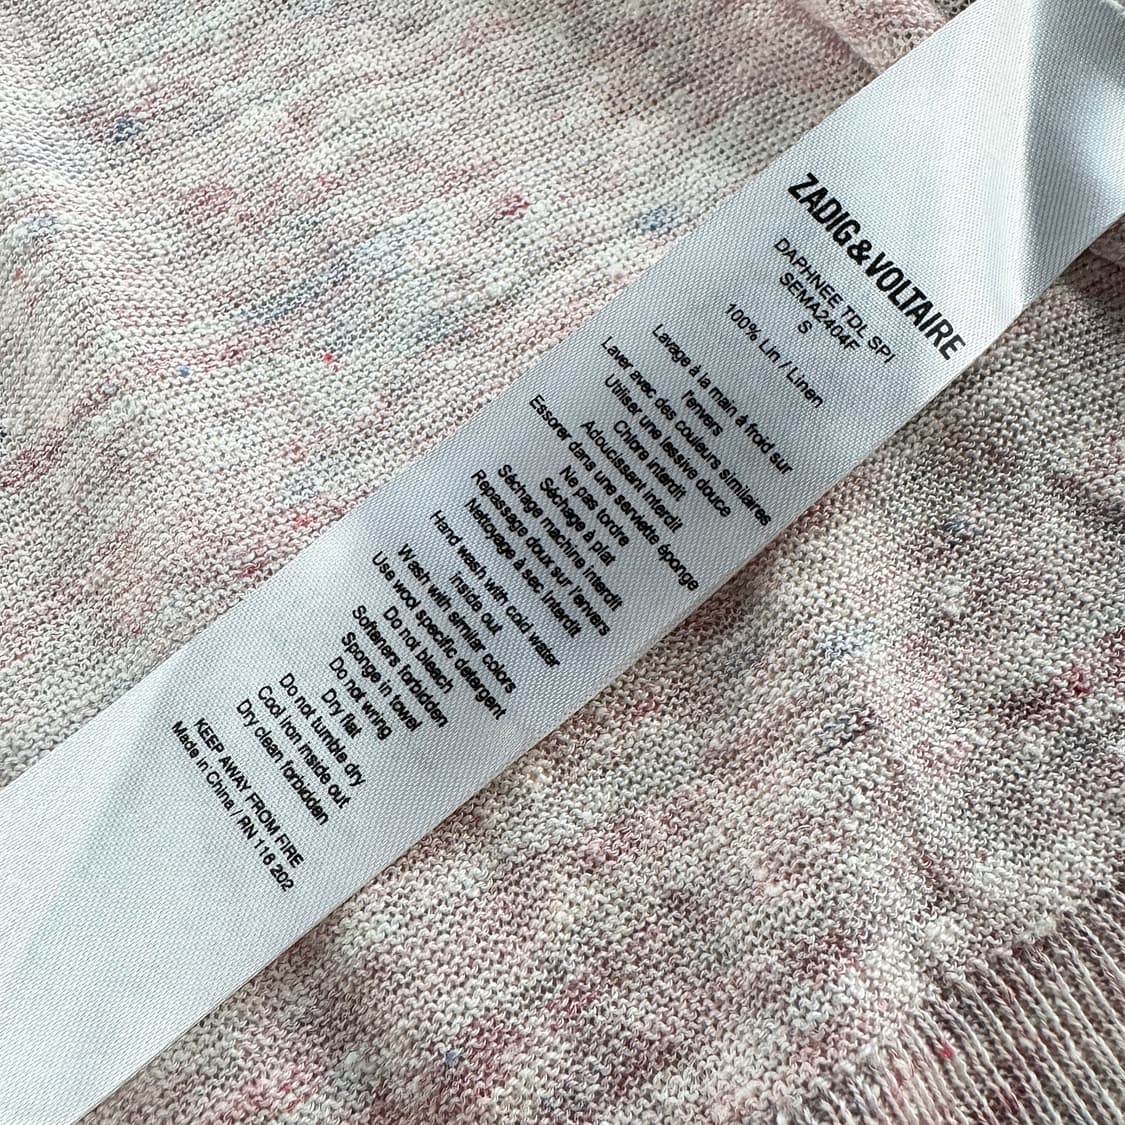 ZADIG&VOLTAIRE
DAPHNEE TDL SPI
SEMA2404F
S
100% Lin / Linen
Lavage à la main à froid sur
l'envers
Laver avec des couleurs similaires
Utiliser une lessive douce
Chlore interdit
Adoucissant interdit
Essorer dans une serviette éponge
Ne pas tordre
Séchage à plat
Séchage machine interdit
Repassage doux sur l'envers
Nettoyage à sec interdit
Hand wash with cold water
inside out
Wash with similar colors
Use wool specific detergent
Do not bleach
Softeners forbidden
Sponge in towel
Do not wring
Dry flat
Do not tumble dry
Cool iron inside out
Dry clean forbidden
KEEP AWAY FROM FIRE
Made in China / RN 116 202